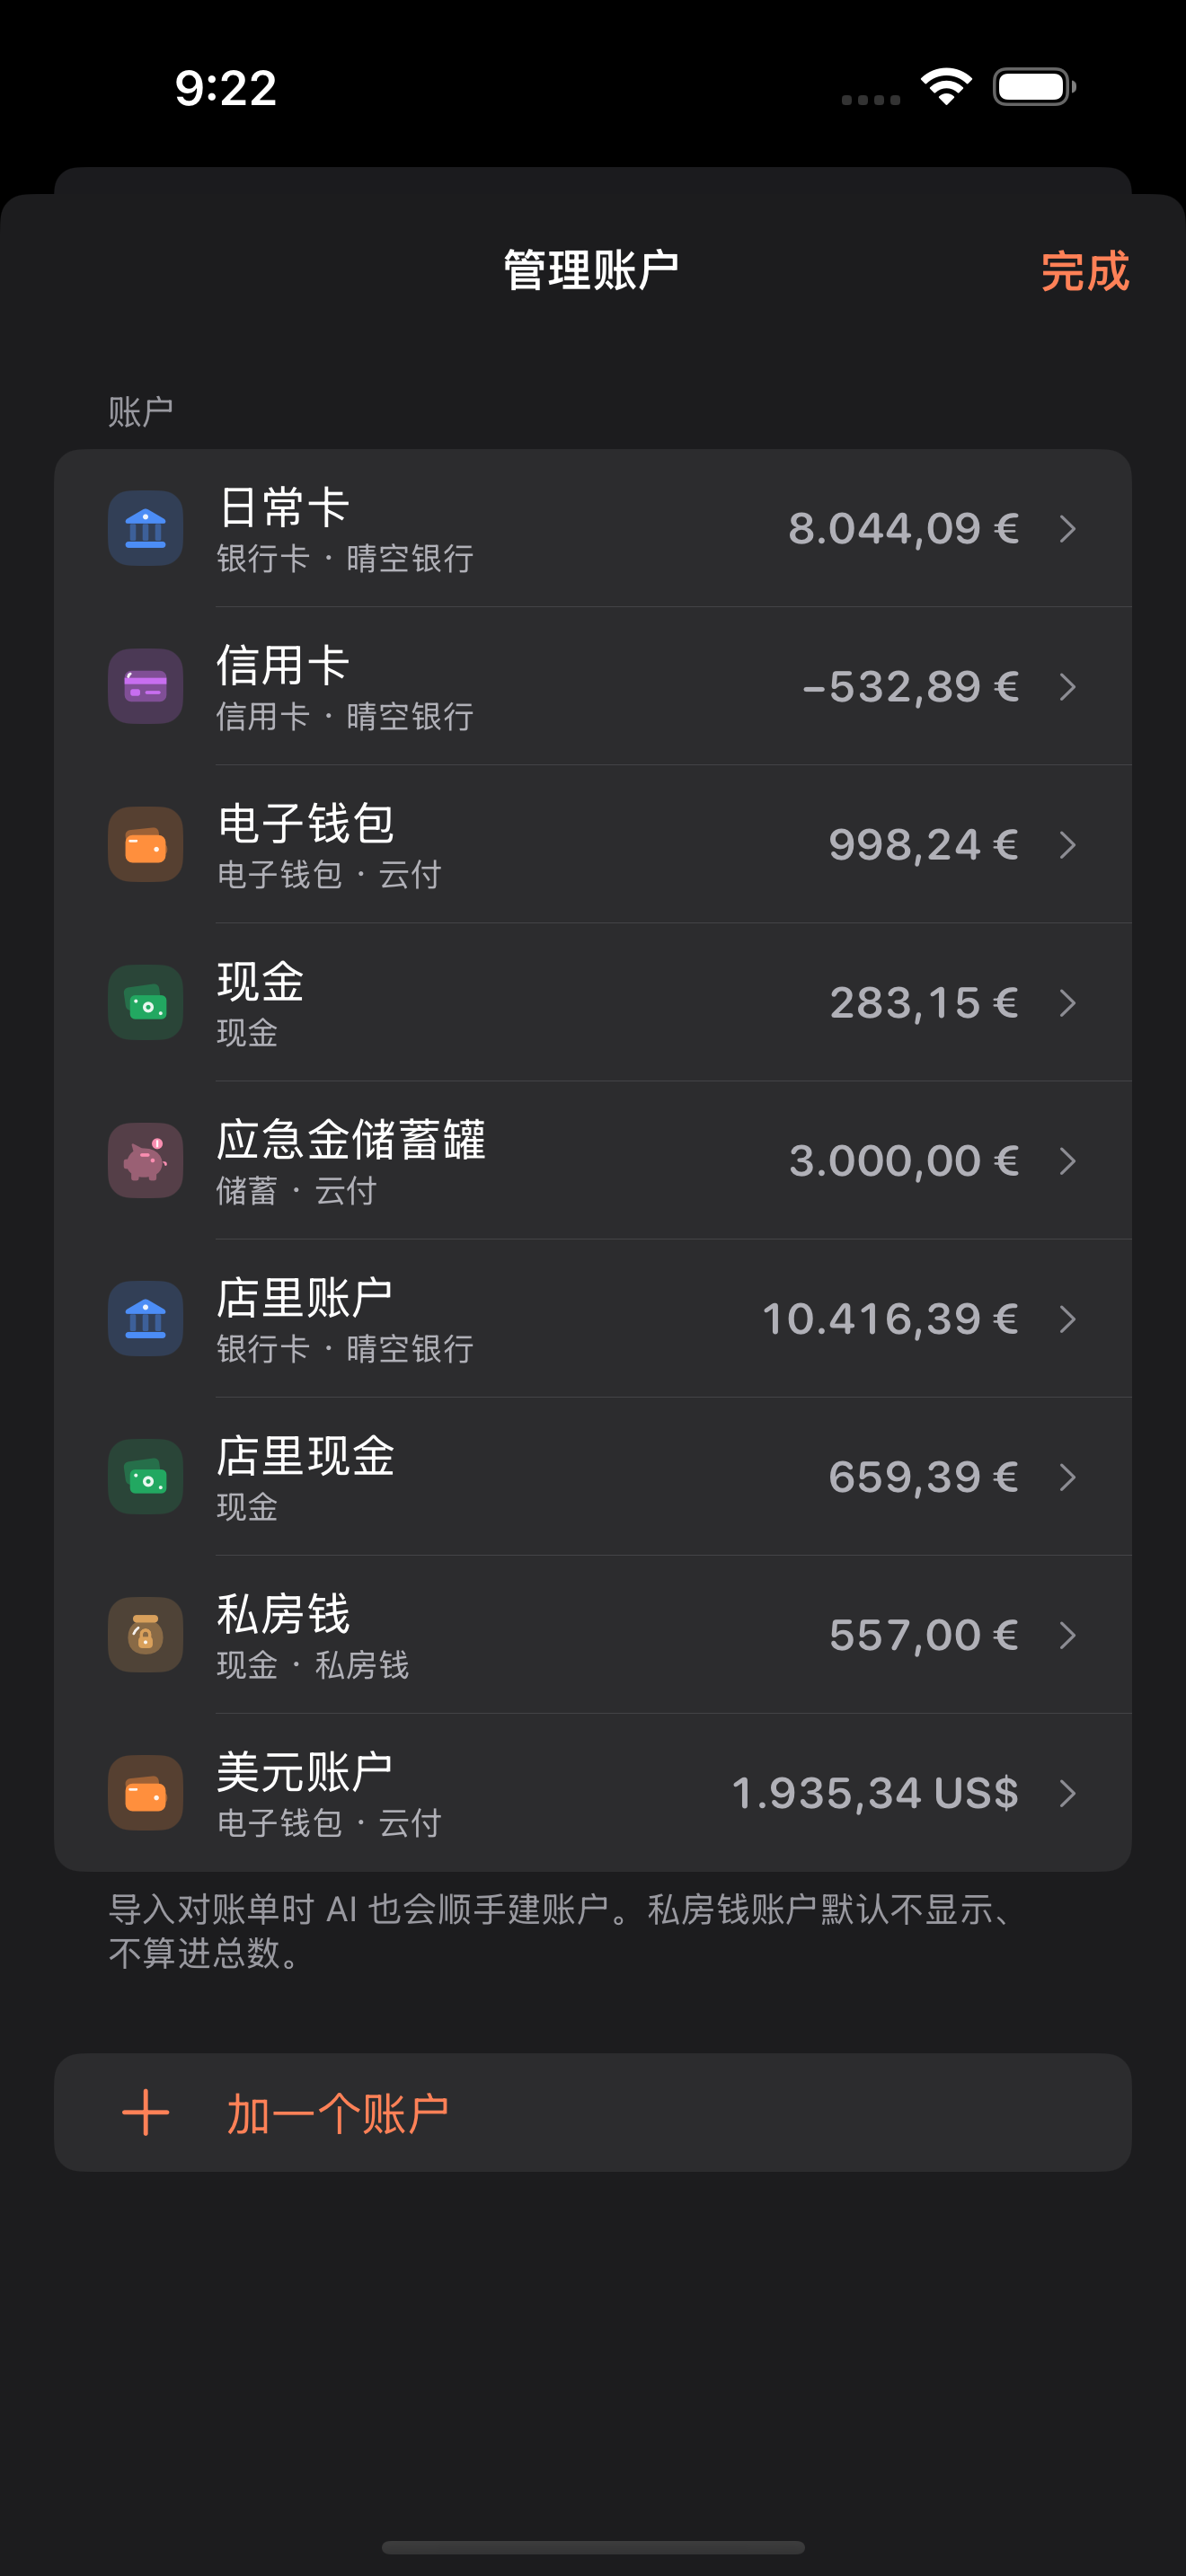 9:22
管理账户
完成
账户
日常卡
银行卡 · 晴空银行
8.044,09 €
信用卡
信用卡 · 晴空银行
−532,89 €
电子钱包
电子钱包 · 云付
998,24 €
现金
现金
283,15 €
应急金储蓄罐
储蓄 · 云付
3.000,00 €
店里账户
银行卡 · 晴空银行
10.416,39 €
店里现金
现金
659,39 €
私房钱
现金 · 私房钱
557,00 €
美元账户
电子钱包 · 云付
1.935,34 US$
导入对账单时 AI 也会顺手建账户。私房钱账户默认不显示、
不算进总数。
加一个账户